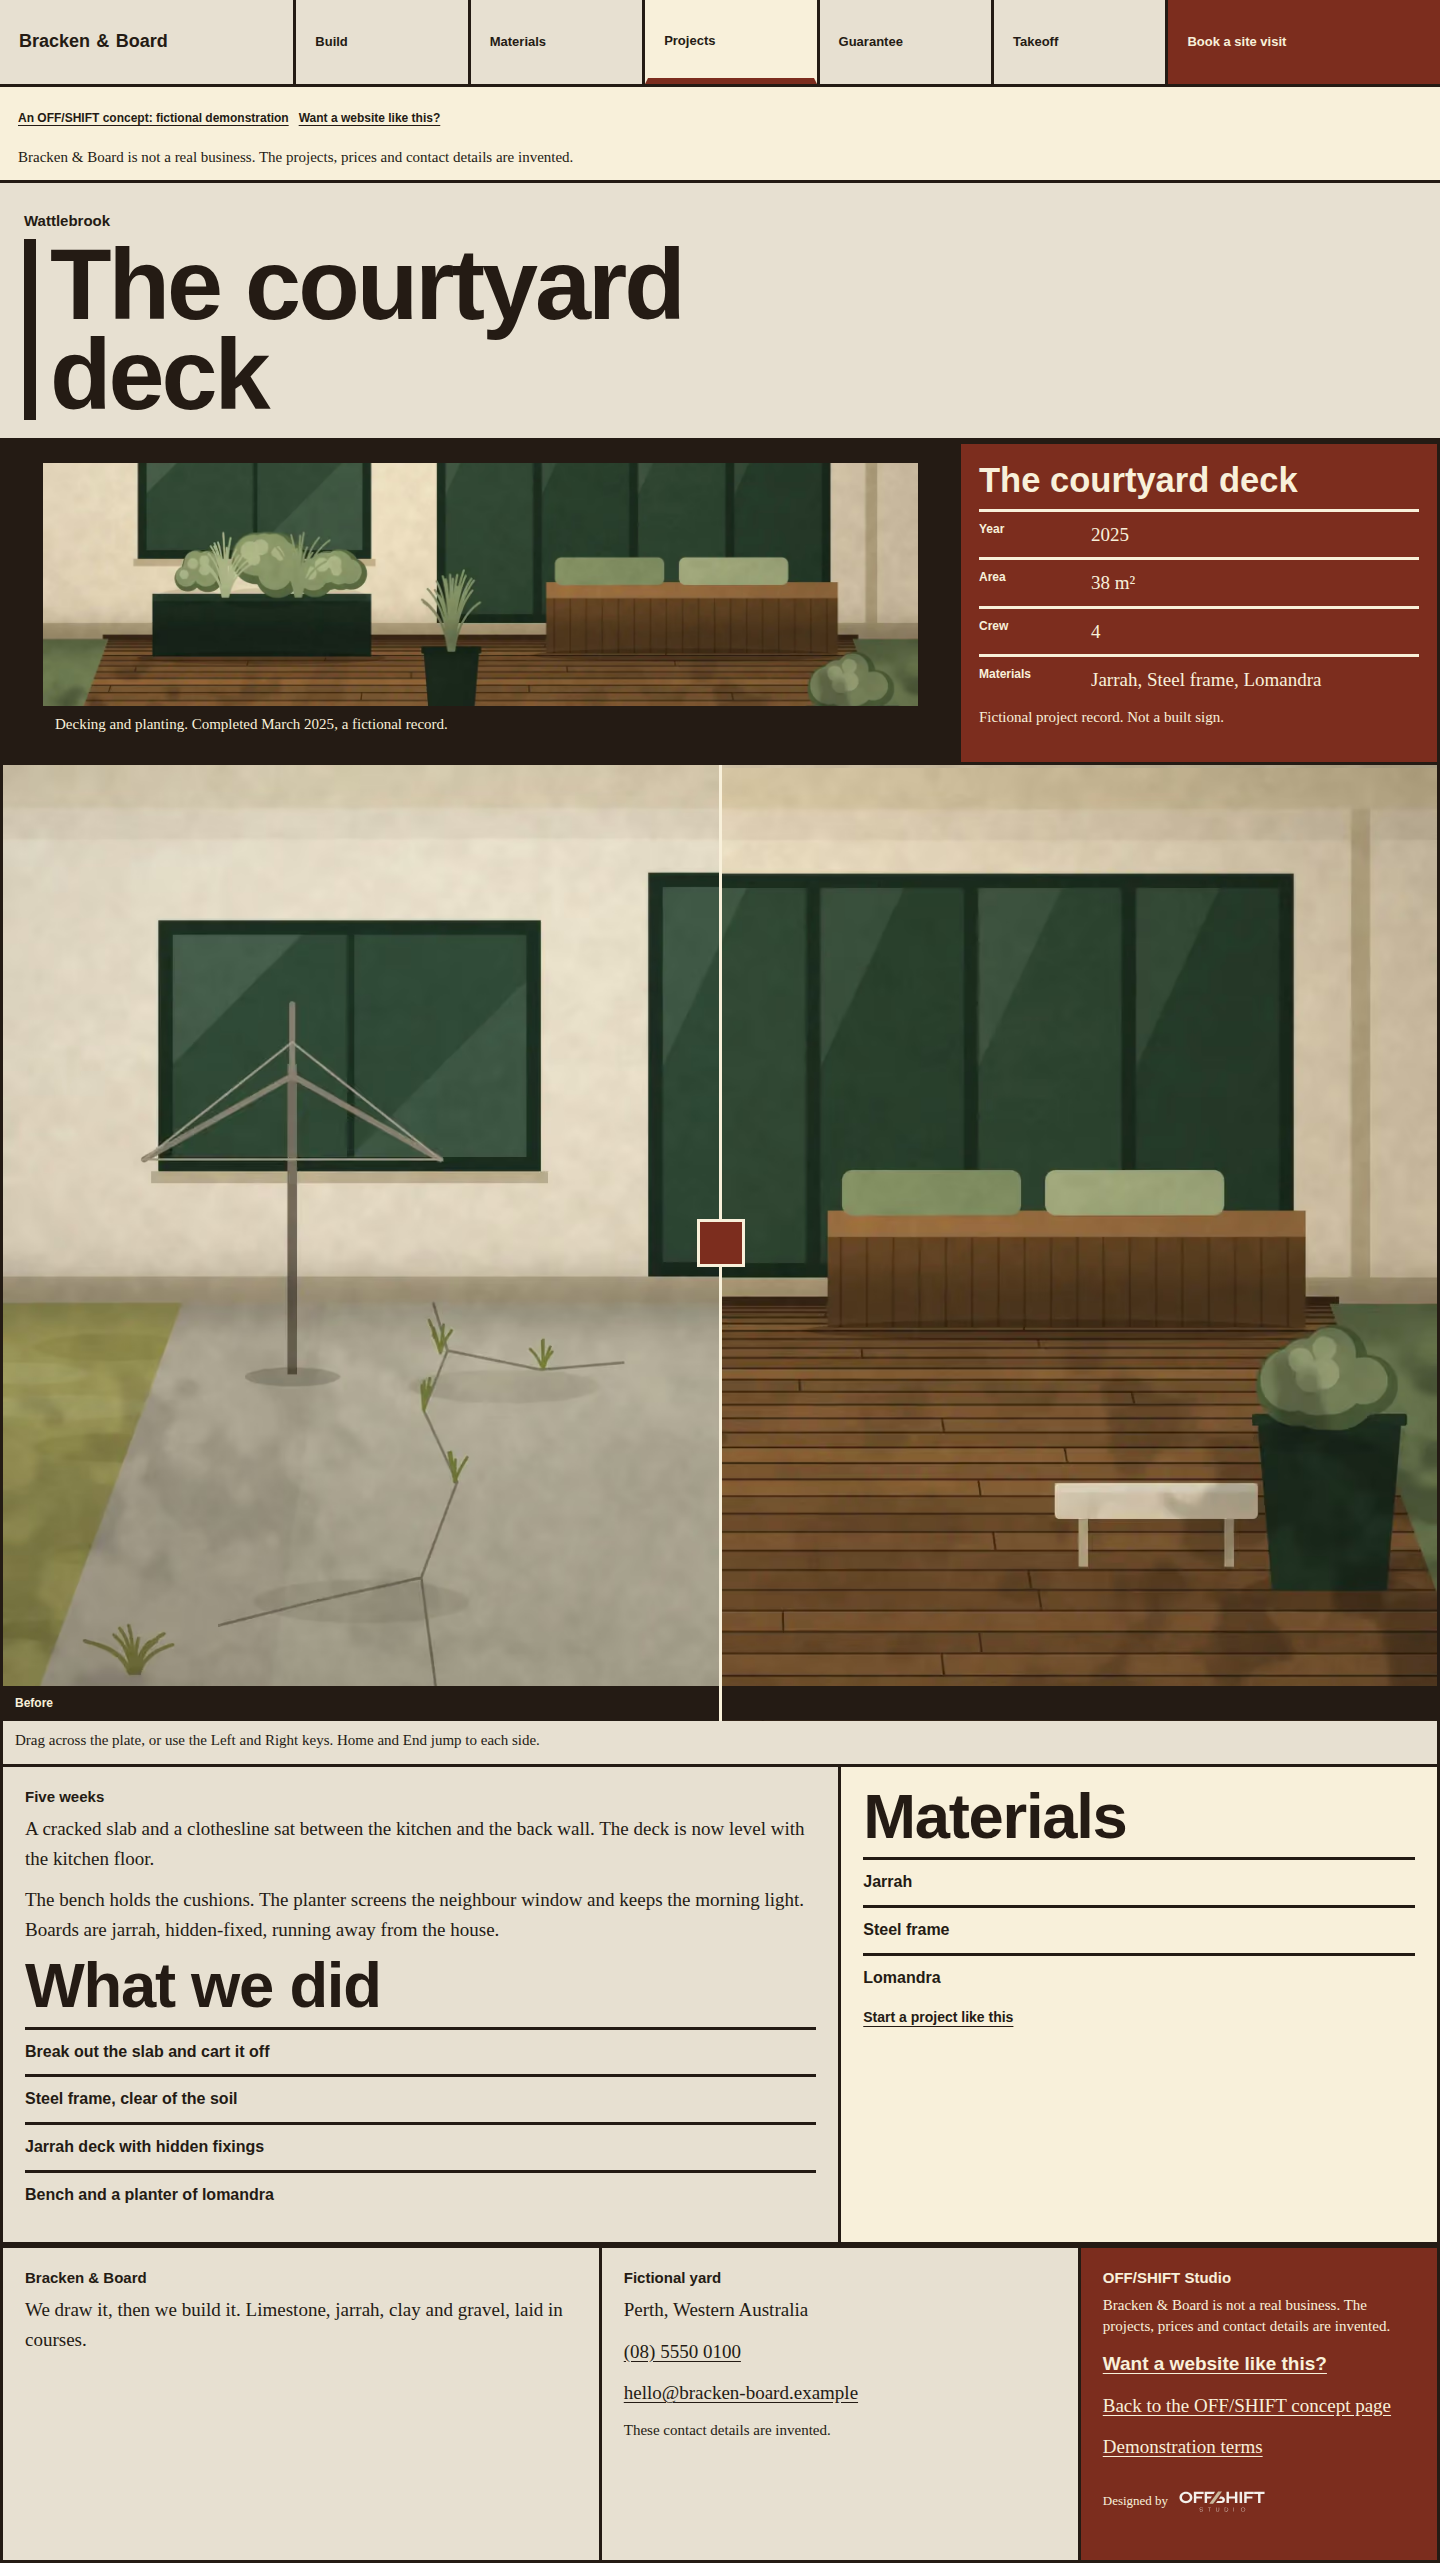 Bracken & Board
Build
Materials
Projects
Guarantee
Takeoff
Book a site visit
An OFF/SHIFT concept: fictional demonstration
Want a website like this?
Bracken & Board is not a real business. The projects, prices and contact details are invented.
Wattlebrook
The courtyard
deck
Decking and planting. Completed March 2025, a fictional record.
The courtyard deck
Year
2025
Area
38 m²
Crew
4
Materials
Jarrah, Steel frame, Lomandra
Fictional project record. Not a built sign.
Before
Drag across the plate, or use the Left and Right keys. Home and End jump to each side.
Five weeks
A cracked slab and a clothesline sat between the kitchen and the back wall. The deck is now level with
the kitchen floor.
The bench holds the cushions. The planter screens the neighbour window and keeps the morning light.
Boards are jarrah, hidden-fixed, running away from the house.
What we did
Break out the slab and cart it off
Steel frame, clear of the soil
Jarrah deck with hidden fixings
Bench and a planter of lomandra
Materials
Jarrah
Steel frame
Lomandra
Start a project like this
Bracken & Board
We draw it, then we build it. Limestone, jarrah, clay and gravel, laid in
courses.
Fictional yard
Perth, Western Australia
(08) 5550 0100
hello@bracken-board.example
These contact details are invented.
OFF/SHIFT Studio
Bracken & Board is not a real business. The
projects, prices and contact details are invented.
Want a website like this?
Back to the OFF/SHIFT concept page
Demonstration terms
Designed by OFF/SHIFT
STUDIO